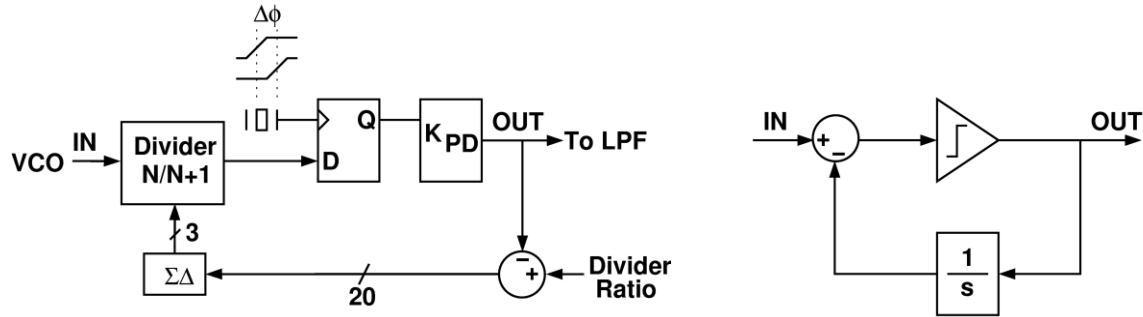 Δϕ
IN
VCO
Divider
N/N+1
Q
D
K PD
OUT
To LPF
3
ΣΔ
20
−
+
Divider
Ratio
IN
+
−
OUT
1
s